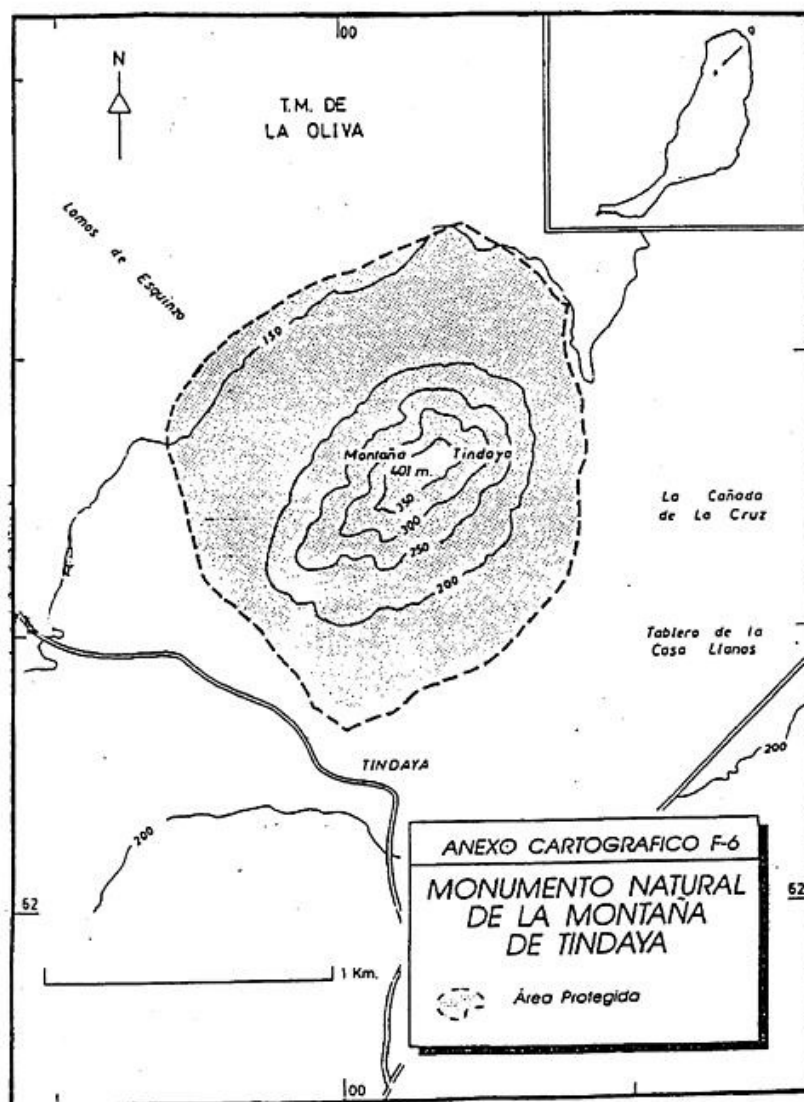 00
N
T.M. DE
LA OLIVA
Lomos de Esquinzo
150
Montaña Tindaya
401 m.
350
300
250
200
La Cañada
de La Cruz
Tablero de la
Casa Llanos
TINDAYA
200
200
ANEXO CARTOGRAFICO F-6
MONUMENTO NATURAL
DE LA MONTAÑA
DE TINDAYA
Área Protegida
62
62
1 Km.
00